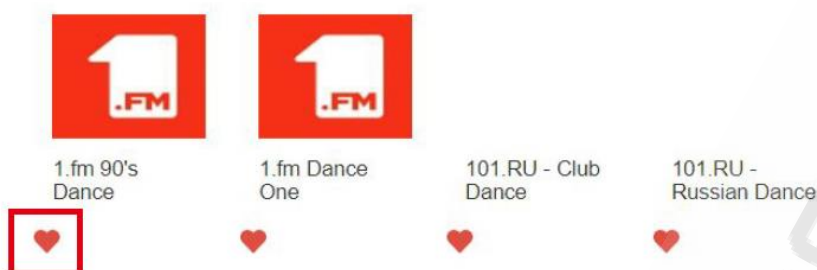 .FM
.FM
1.fm 90's
Dance
1.fm Dance
One
101.RU - Club
Dance
101.RU -
Russian Dance